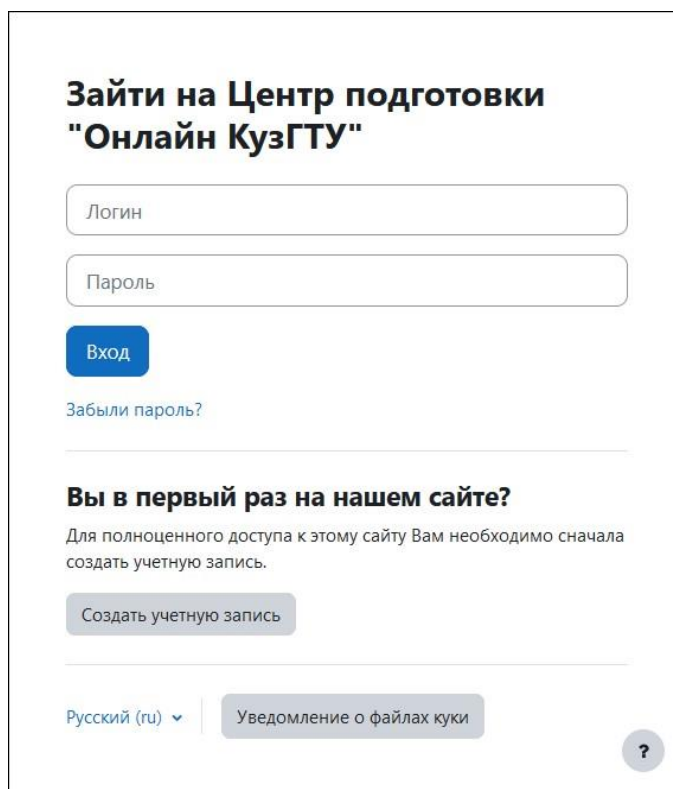 Зайти на Центр подготовки
"Онлайн КузГТУ"
Логин
Пароль
Вход
Забыли пароль?
Вы в первый раз на нашем сайте?
Для полноценного доступа к этому сайту Вам необходимо сначала
создать учетную запись.
Создать учетную запись
Русский (ru)
Уведомление о файлах куки
?